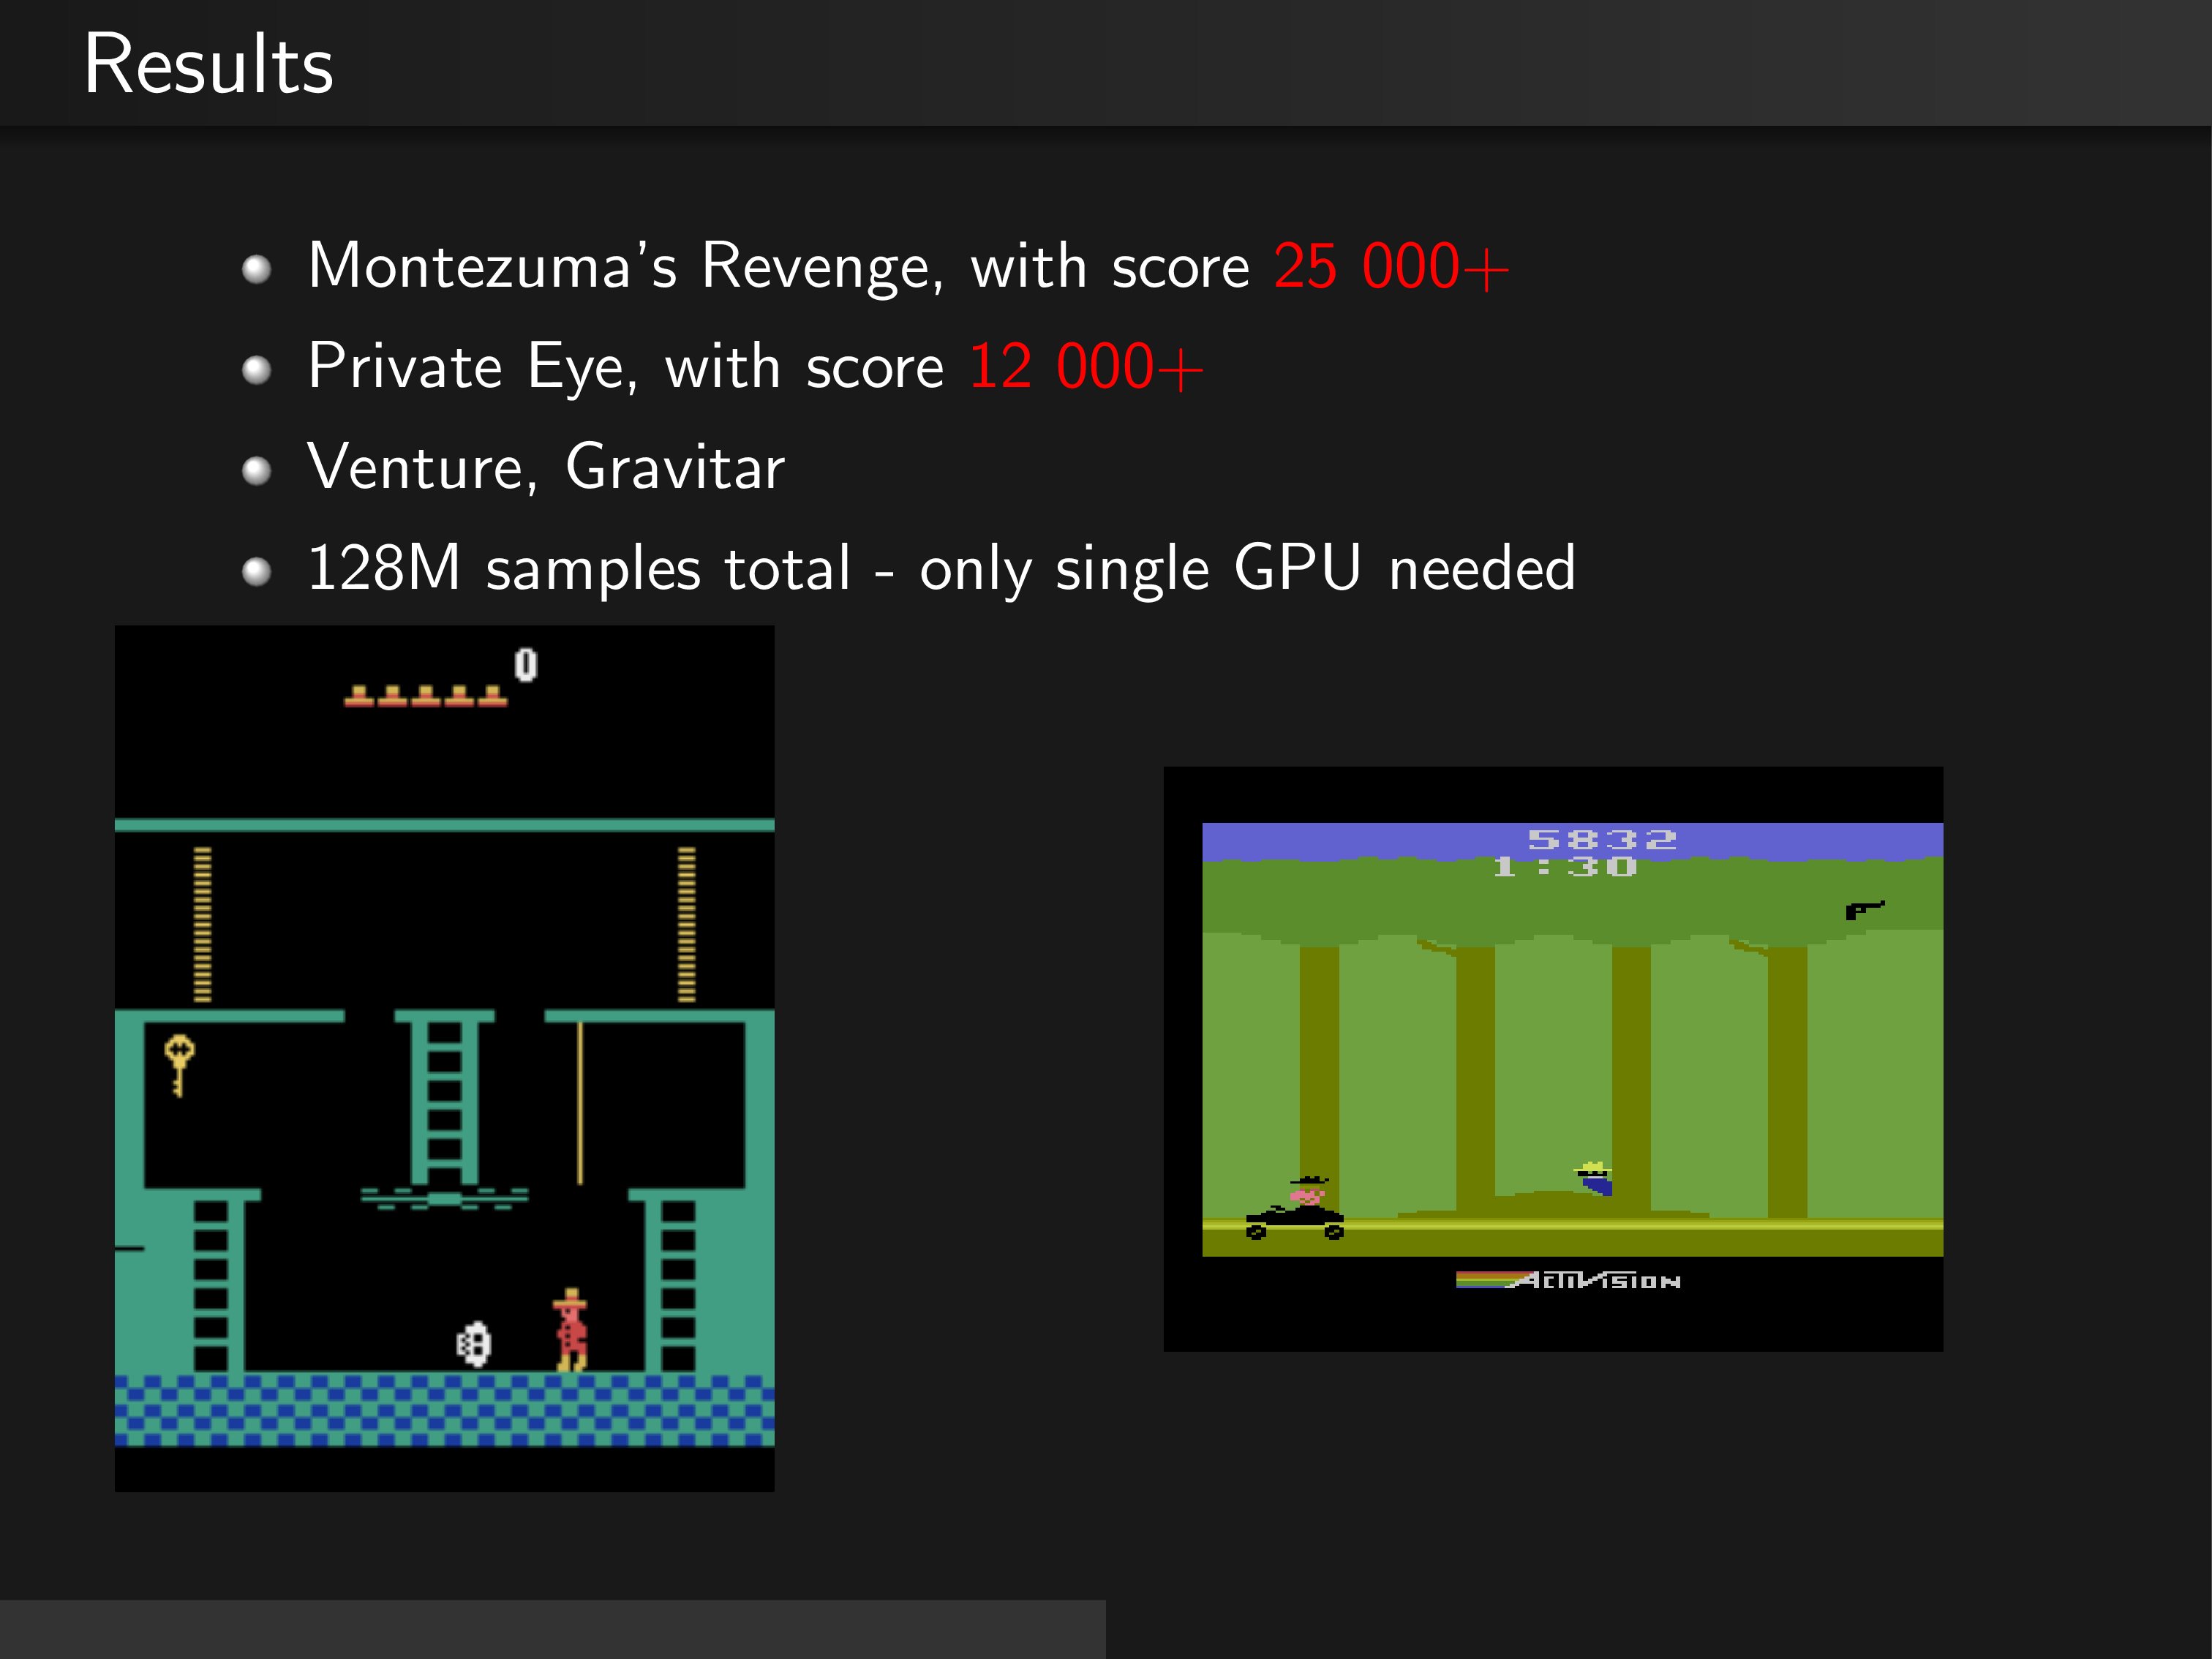 Results
Montezuma's Revenge, with score 25 000+
Private Eye, with score 12 000+
Venture, Gravitar
128M samples total - only single GPU needed
0
5832
1:30
ACTIVISION